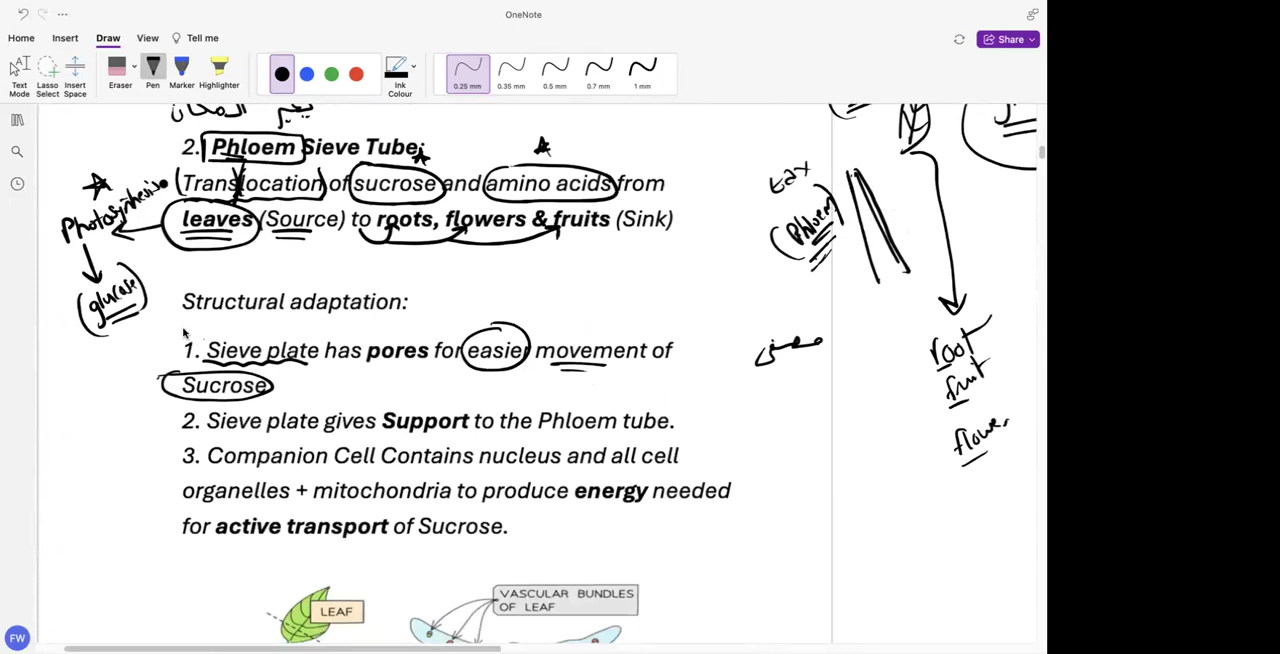 OneNote
Home Insert Draw View Tell me
Share
Text Mode
Lasso Select
Insert Space
Eraser
Pen
Marker
Highlighter
Ink Colour
0.25 mm
0.35 mm
0.5 mm
0.7 mm
1 mm
2. Phloem Sieve Tube:
Translocation of sucrose and amino acids from
leaves (Source) to roots, flowers & fruits (Sink)
Photosynthesis
glucose
Phloem
Structural adaptation:
1. Sieve plate has pores for easier movement of
Sucrose
2. Sieve plate gives Support to the Phloem tube.
3. Companion Cell Contains nucleus and all cell
organelles + mitochondria to produce energy needed
for active transport of Sucrose.
root
fruit
flower
LEAF
VASCULAR BUNDLES
OF LEAF
FW